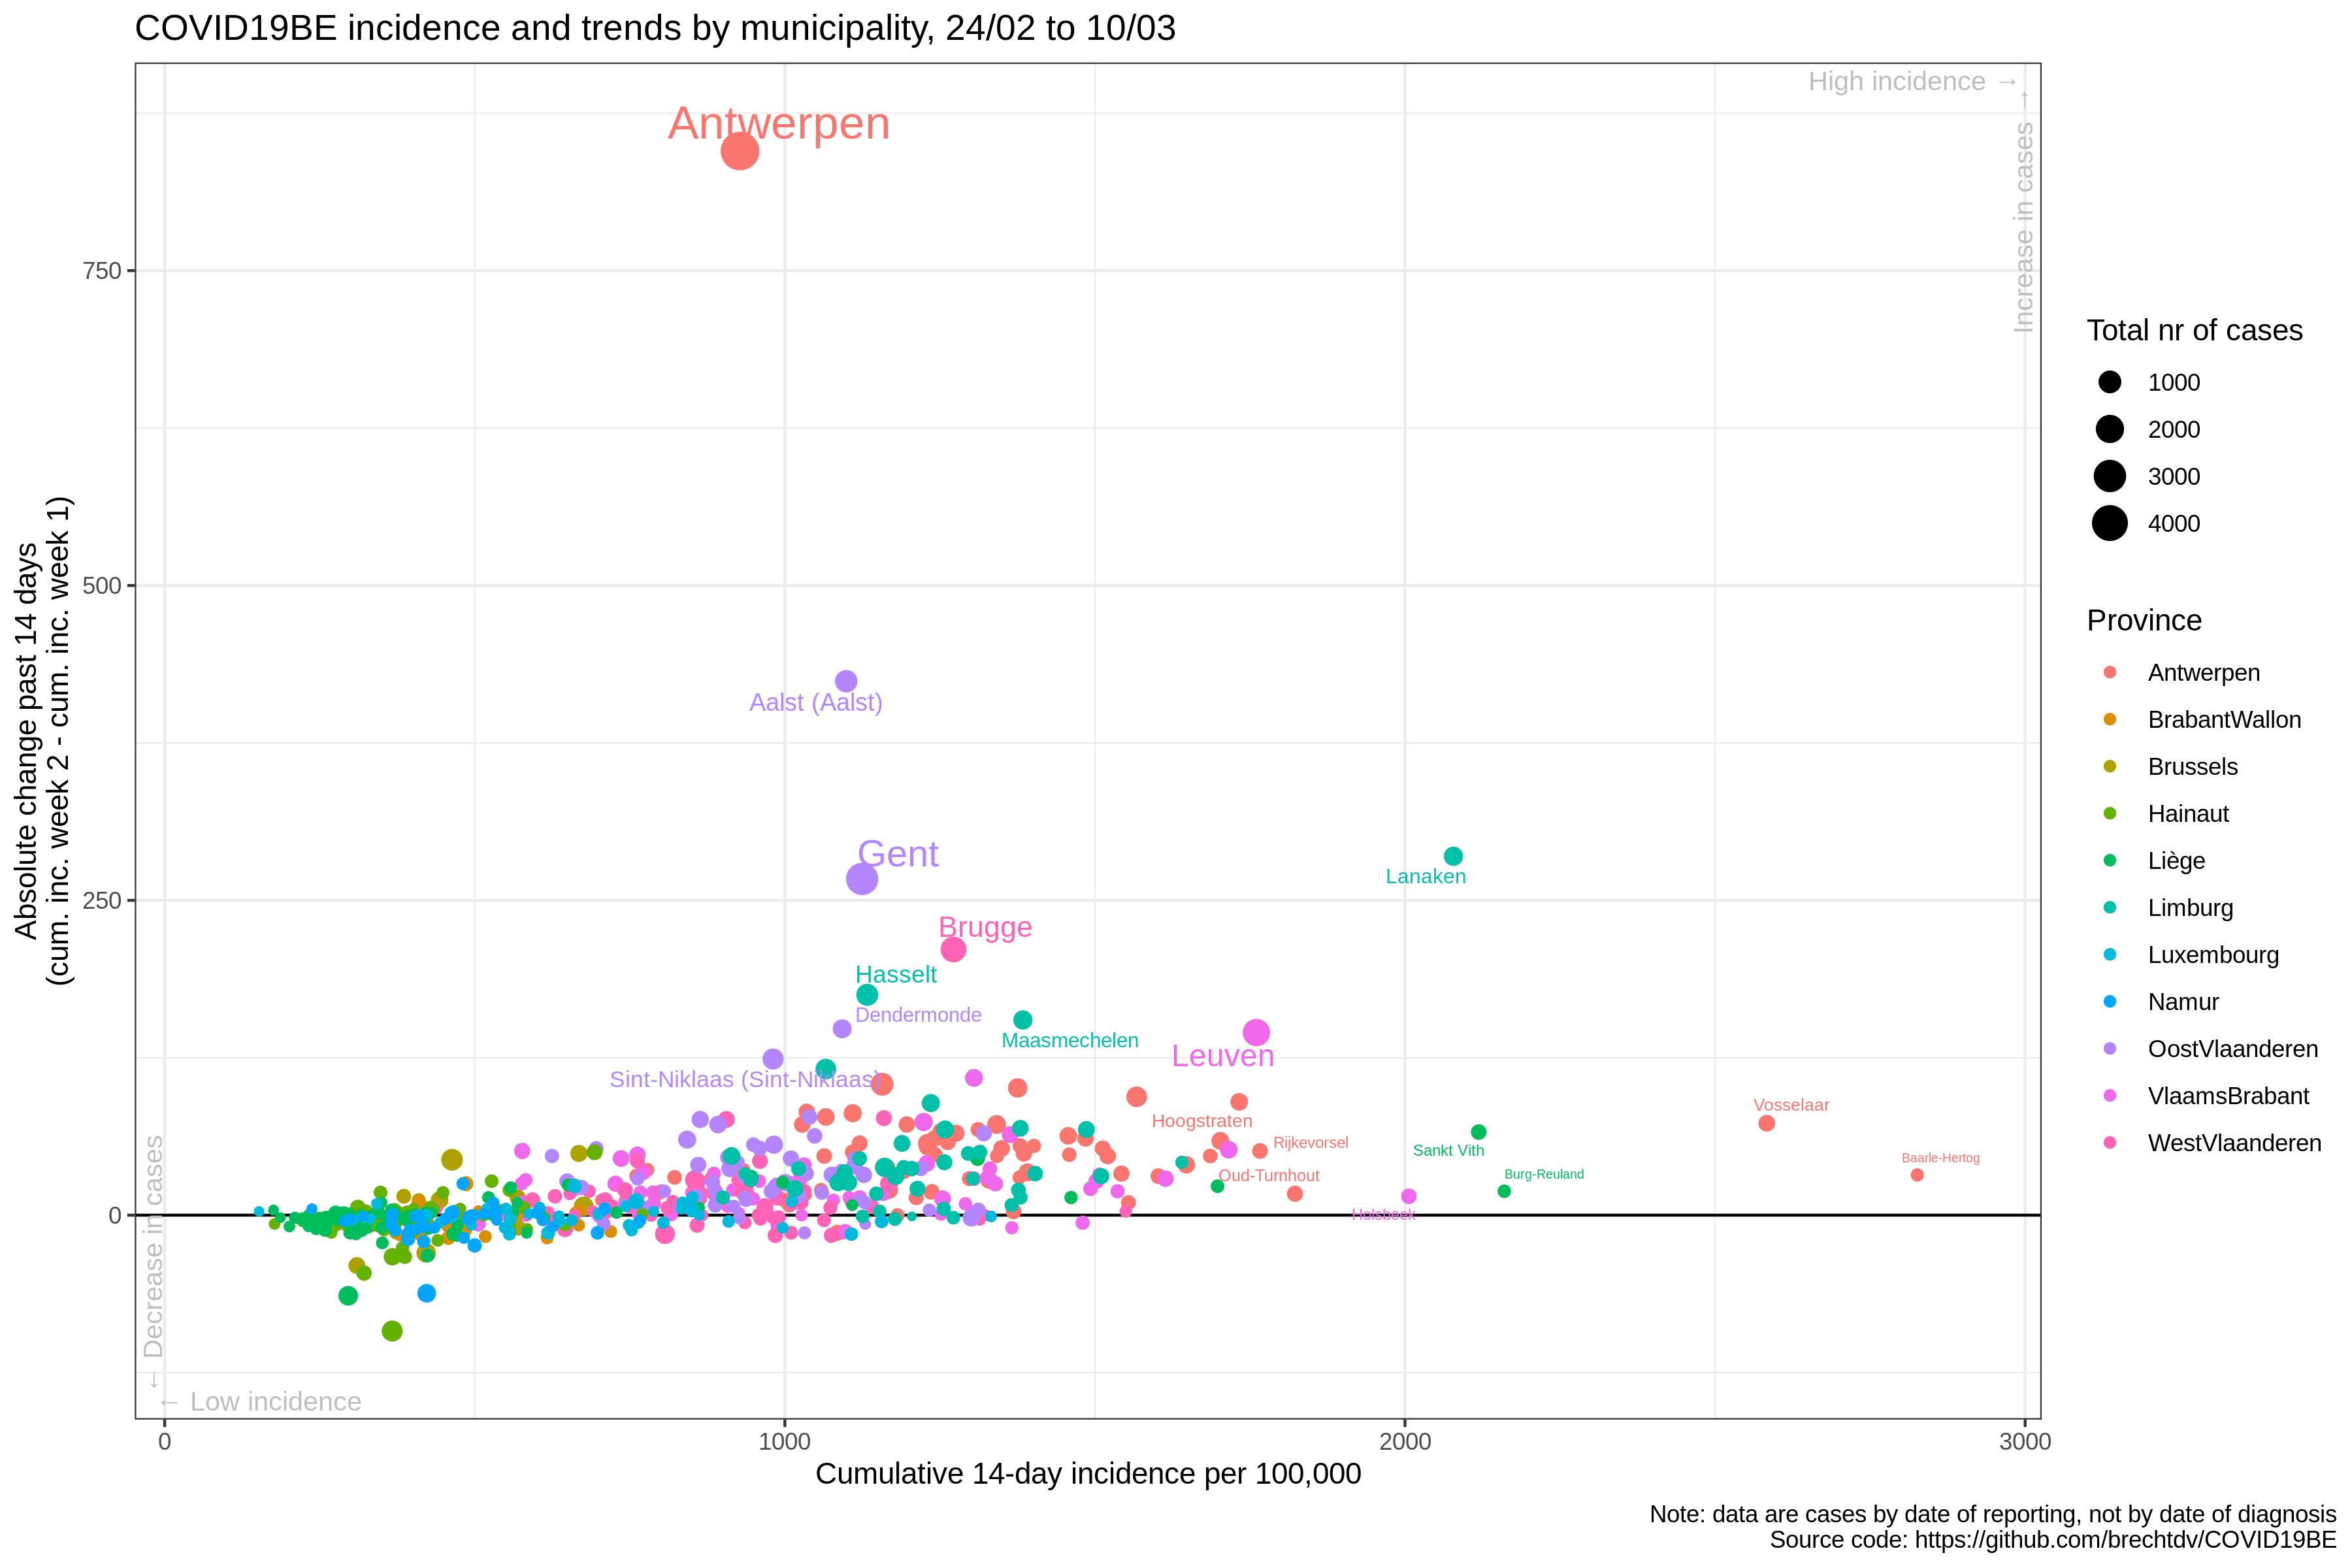 COVID19BE incidence and trends by municipality, 24/02 to 10/03
High incidence →
Increase in cases →
Antwerpen
750
500
250
0
Absolute change past 14 days
(cum. inc. week 2 - cum. inc. week 1)
Aalst (Aalst)
Gent
Lanaken
Brugge
Hasselt
Dendermonde
Maasmechelen
Leuven
Sint-Niklaas (Sint-Niklaas)
Vosselaar
Hoogstraten
Rijkevorsel
Sankt Vith
Baarle-Hertog
Oud-Turnhout
Burg-Reuland
Holsbeek
← Decrease in cases
← Low incidence
0
1000
2000
3000
Cumulative 14-day incidence per 100,000
Total nr of cases
1000
2000
3000
4000
Province
Antwerpen
BrabantWallon
Brussels
Hainaut
Liège
Limburg
Luxembourg
Namur
OostVlaanderen
VlaamsBrabant
WestVlaanderen
Note: data are cases by date of reporting, not by date of diagnosis
Source code: https://github.com/brechtdv/COVID19BE